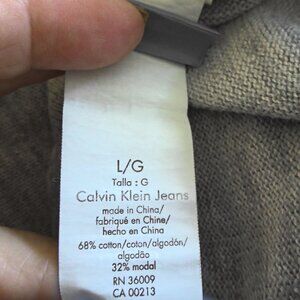 L/G
Talla : G
Calvin Klein Jeans
made in China/
fabriqué en Chine/
hecho en China
68% cotton/coton/algodón/
algodão
32% modal
RN 36009
CA 00213